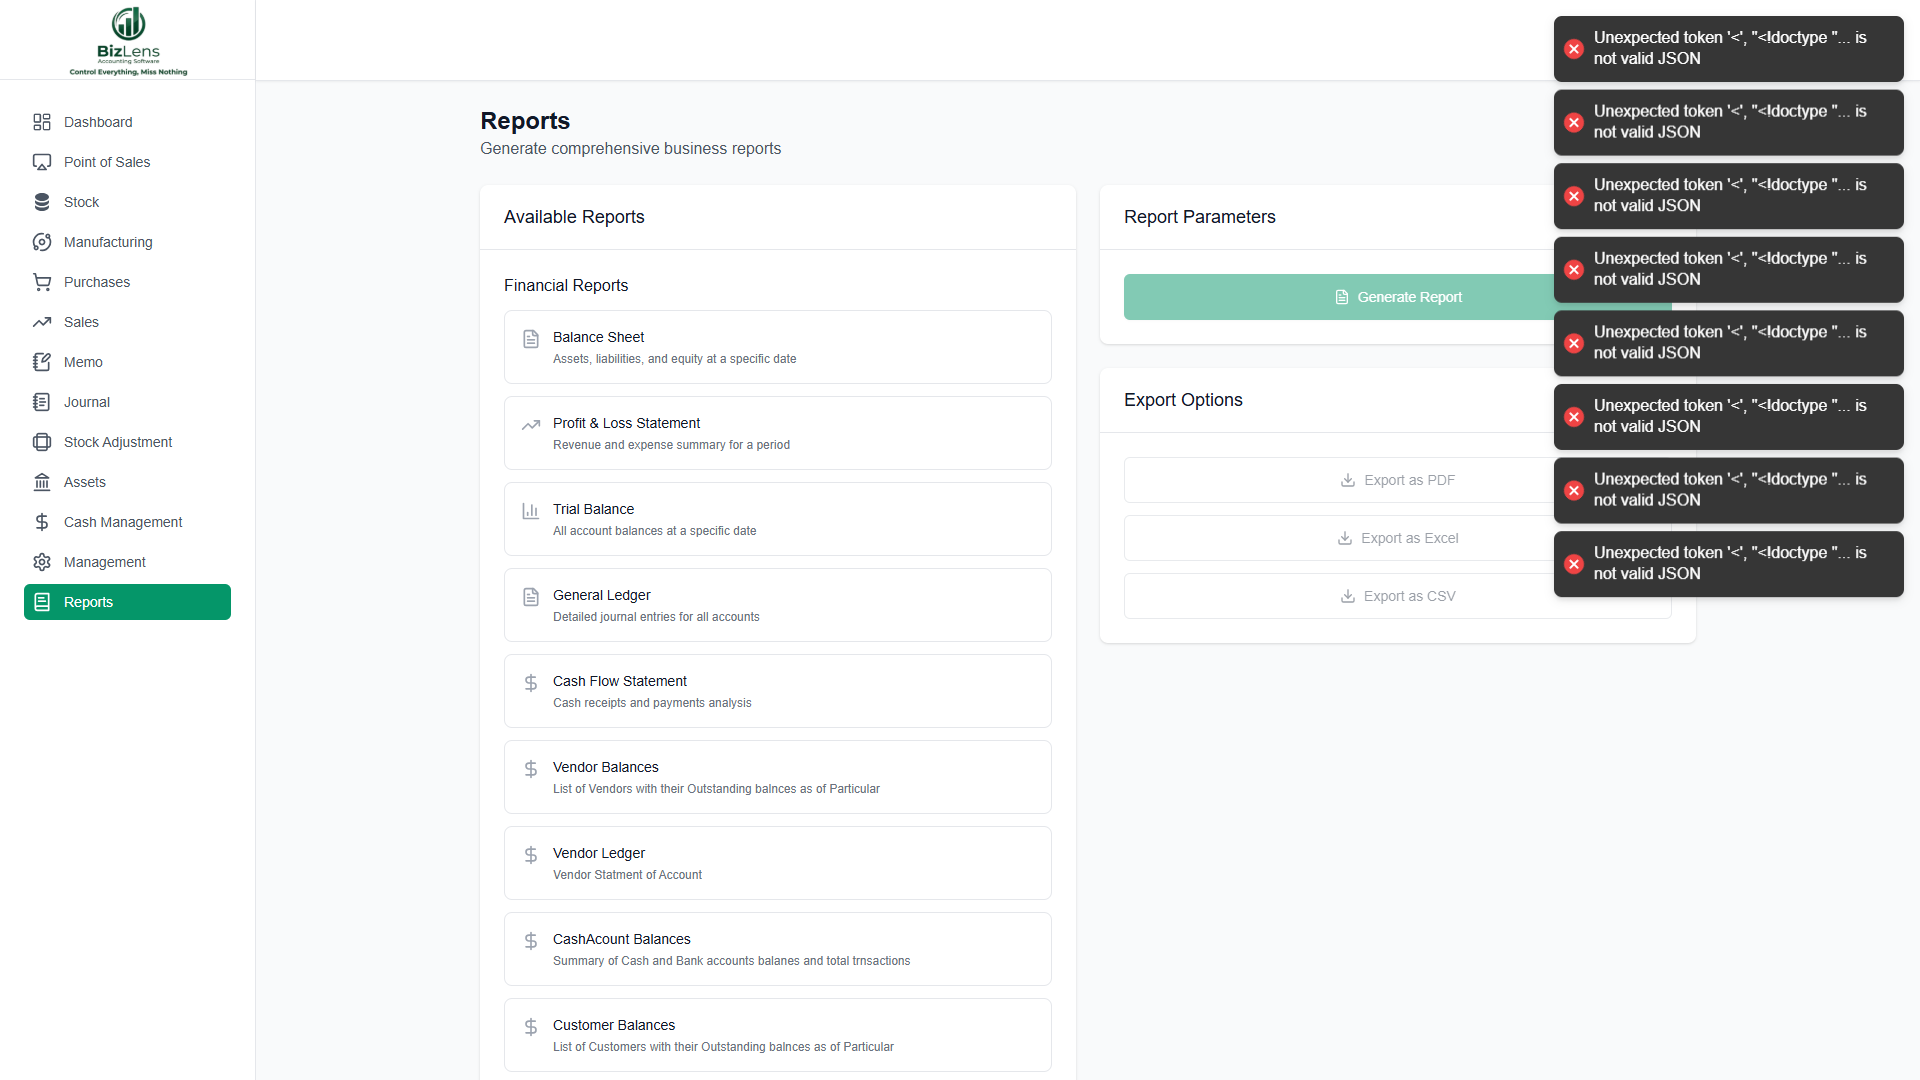 BizLens
Accounting Software
Control Everything, Miss Nothing
Dashboard
Point of Sales
Stock
Manufacturing
Purchases
Sales
Memo
Journal
Stock Adjustment
Assets
Cash Management
Management
Reports
Reports
Generate comprehensive business reports
Available Reports
Financial Reports
Balance Sheet
Assets, liabilities, and equity at a specific date
Profit & Loss Statement
Revenue and expense summary for a period
Trial Balance
All account balances at a specific date
General Ledger
Detailed journal entries for all accounts
Cash Flow Statement
Cash receipts and payments analysis
Vendor Balances
List of Vendors with their Outstanding balnces as of Particular
Vendor Ledger
Vendor Statment of Account
CashAcount Balances
Summary of Cash and Bank accounts balanes and total trnsactions
Customer Balances
List of Customers with their Outstanding balnces as of Particular
Report Parameters
Generate Report
Export Options
Export as PDF
Export as Excel
Export as CSV
Unexpected token '<', "<!doctype "... is
not valid JSON
Unexpected token '<', "<!doctype "... is
not valid JSON
Unexpected token '<', "<!doctype "... is
not valid JSON
Unexpected token '<', "<!doctype "... is
not valid JSON
Unexpected token '<', "<!doctype "... is
not valid JSON
Unexpected token '<', "<!doctype "... is
not valid JSON
Unexpected token '<', "<!doctype "... is
not valid JSON
Unexpected token '<', "<!doctype "... is
not valid JSON